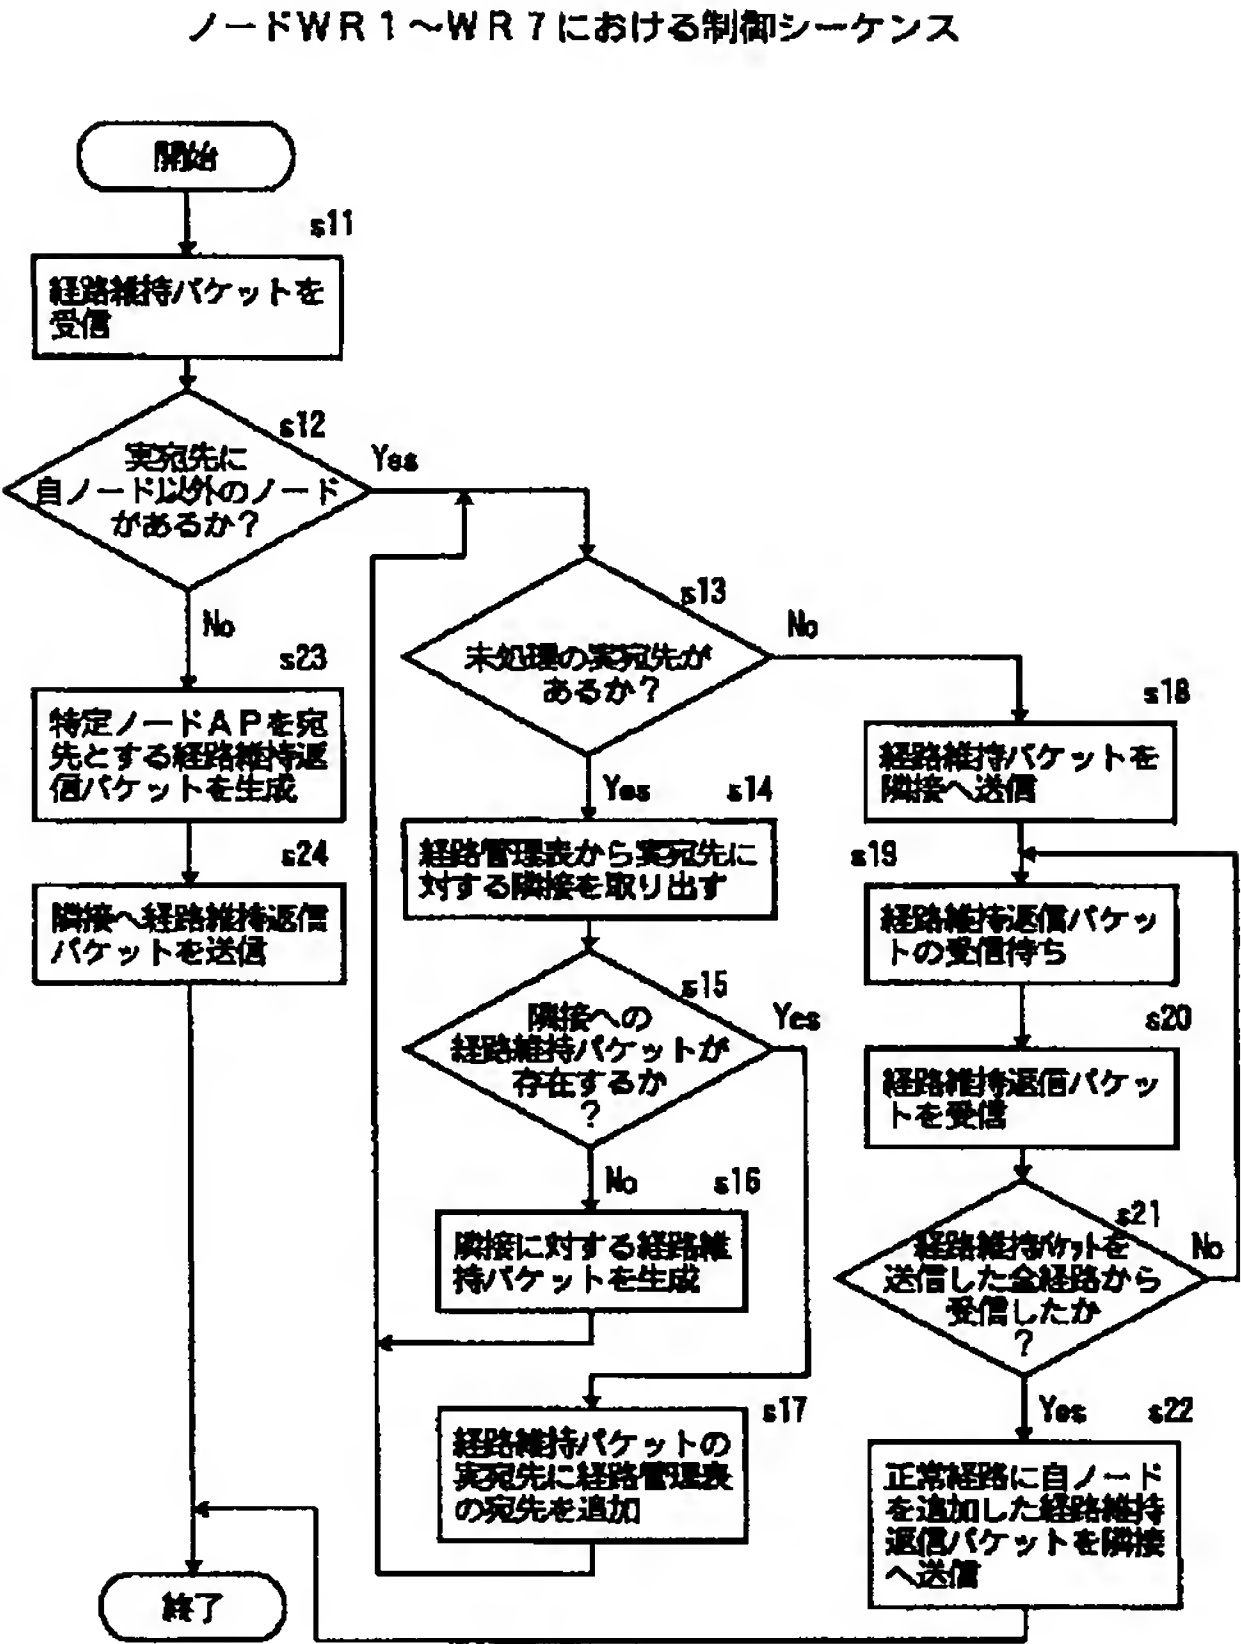 ノードWR1～WR7における制御シーケンス
開始
s11
経路維持パケットを
受信
s12
実宛先に
自ノード以外のノード
があるか?
Yes
No
s23
特定ノードAPを宛
先とする経路維持返
信パケットを生成
s24
隣接へ経路維持返信
パケットを送信
s13
未処理の実宛先が
あるか?
No
Yes
s14
経路管理表から実宛先に
対する隣接を取り出す
s15
隣接への
経路維持パケットが
存在するか
?
Yes
No
s16
隣接に対する経路維
持パケットを生成
s17
経路維持パケットの
実宛先に経路管理表
の宛先を追加
s18
経路維持パケットを
隣接へ送信
s19
経路維持返信パケッ
トの受信待ち
s20
経路維持返信パケッ
トを受信
s21
経路維持パケットを
送信した全経路から
受信したか
?
No
Yes
s22
正常経路に自ノード
を追加した経路維持
返信パケットを隣接
へ送信
終了